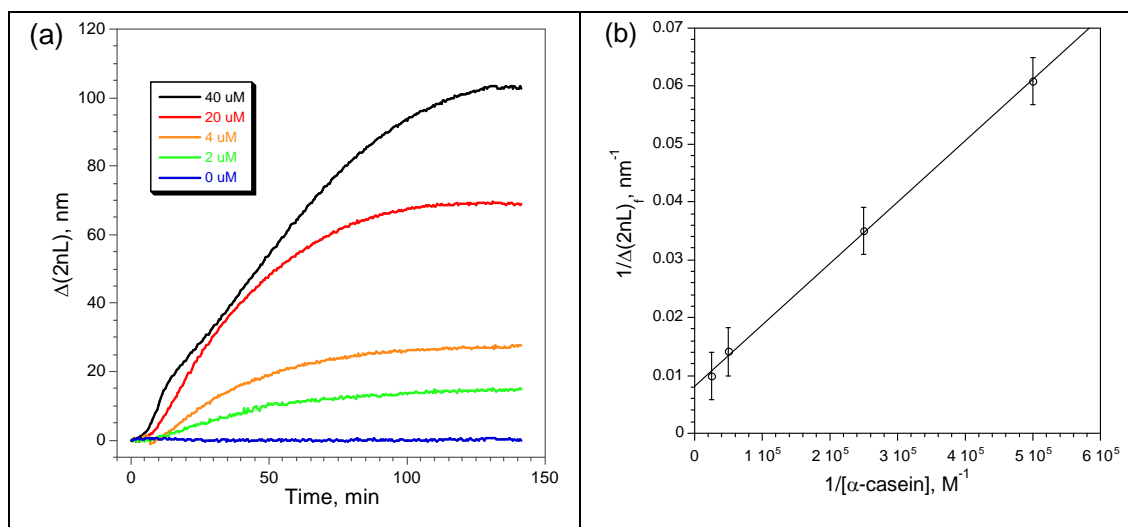 (a)
120
100
80
60
40
20
0
Δ(2nL), nm
40 uM
20 uM
4 uM
2 uM
0 uM
0
50
100
150
Time, min
(b)
0.07
0.06
0.05
0.04
0.03
0.02
0.01
0
1/Δ(2nL)f, nm-1
0
1 10⁵
2 10⁵
3 10⁵
4 10⁵
5 10⁵
6 10⁵
1/[α-casein], M-1